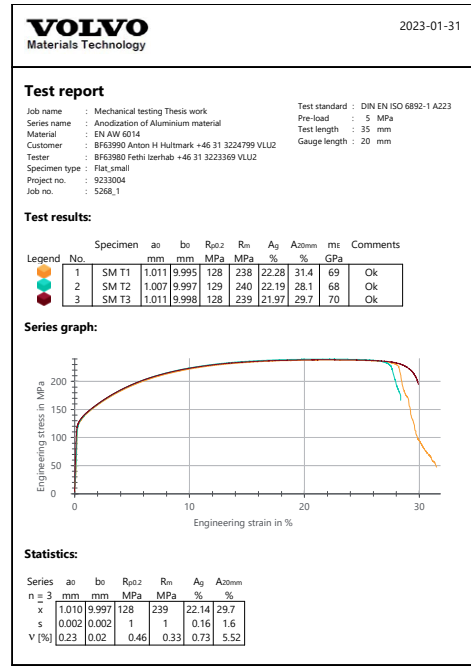 VOLVO
Materials Technology
2023-01-31
Test report
Job name : Mechanical testing Thesis work
Series name : Anodization of Aluminium material
Material : EN AW 6014
Customer : BF63990 Anton H Hultmark +46 31 3224799 VLU2
Tester : BF63980 Fethi Izerhab +46 31 3223369 VLU2
Specimen type : Flat_small
Project no. : 9233004
Job no. : 5268_1
Test standard : DIN EN ISO 6892-1 A223
Pre-load : 5 MPa
Test length : 35 mm
Gauge length : 20 mm
Test results:
Specimen a0 b0 Rp0.2 Rm Ag A20mm mE Comments
Legend No. mm mm MPa MPa % % GPa
1 SM T1 1.011 9.995 128 238 22.28 31.4 69 Ok
2 SM T2 1.007 9.997 129 240 22.19 28.1 68 Ok
3 SM T3 1.011 9.998 128 239 21.97 29.7 70 Ok
Series graph:
Engineering stress in MPa
200
150
100
50
0
0 10 20 30
Engineering strain in %
Statistics:
Series a0 b0 Rp0.2 Rm Ag A20mm
n = 3 mm mm MPa MPa % %
x̅ 1.010 9.997 128 239 22.14 29.7
s 0.002 0.002 1 1 0.16 1.6
ν [%] 0.23 0.02 0.46 0.33 0.73 5.52